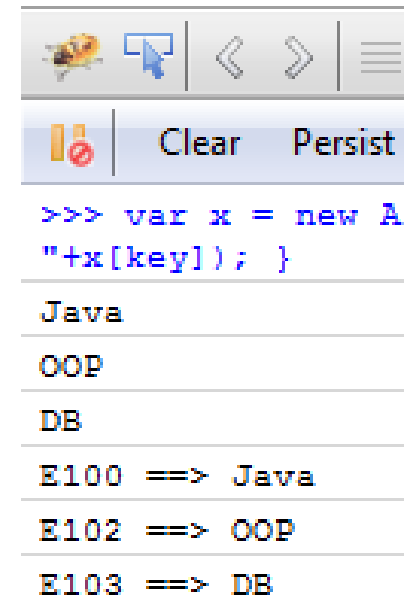 Clear Persist
>>> var x = new A
"+x[key]); }
Java
OOP
DB
E100 ==> Java
E102 ==> OOP
E103 ==> DB